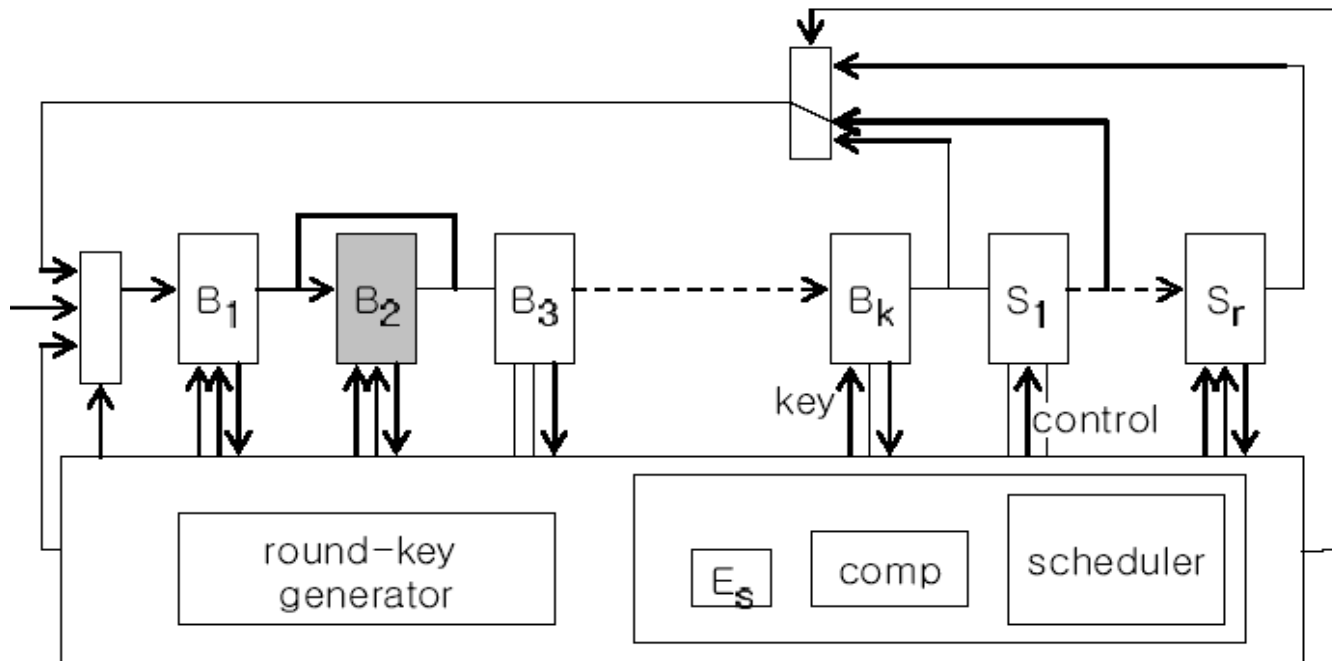 B1
B2
B3
Bk
S1
Sr
key
control
round-key
generator
Es
comp
scheduler